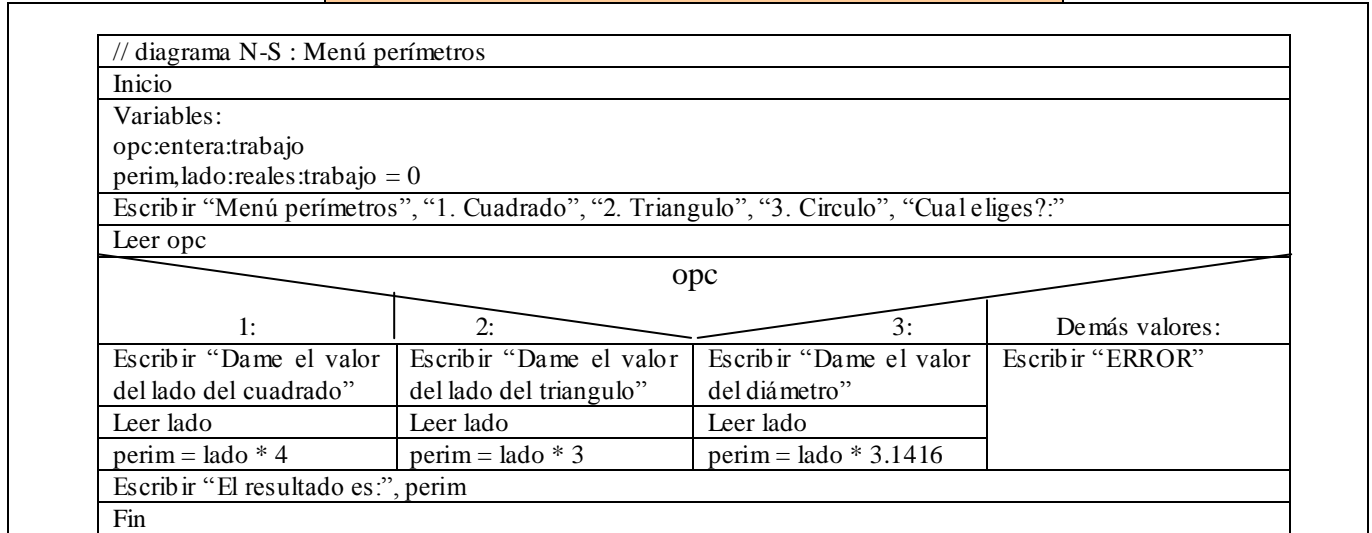 // diagrama N-S : Menú perímetros
Inicio
Variables:
opc:entera:trabajo
perim,lado:reales:trabajo = 0
Escribir “Menú perímetros”, “1. Cuadrado”, “2. Triangulo”, “3. Circulo”, “Cual eliges?:”
Leer opc
opc
1:
2:
3:
Demás valores:
Escribir “Dame el valor
del lado del cuadrado”
Leer lado
perim = lado * 4
Escribir “Dame el valor
del lado del triangulo”
Leer lado
perim = lado * 3
Escribir “Dame el valor
del diámetro”
Leer lado
perim = lado * 3.1416
Escribir “ERROR”
Escribir “El resultado es:”, perim
Fin